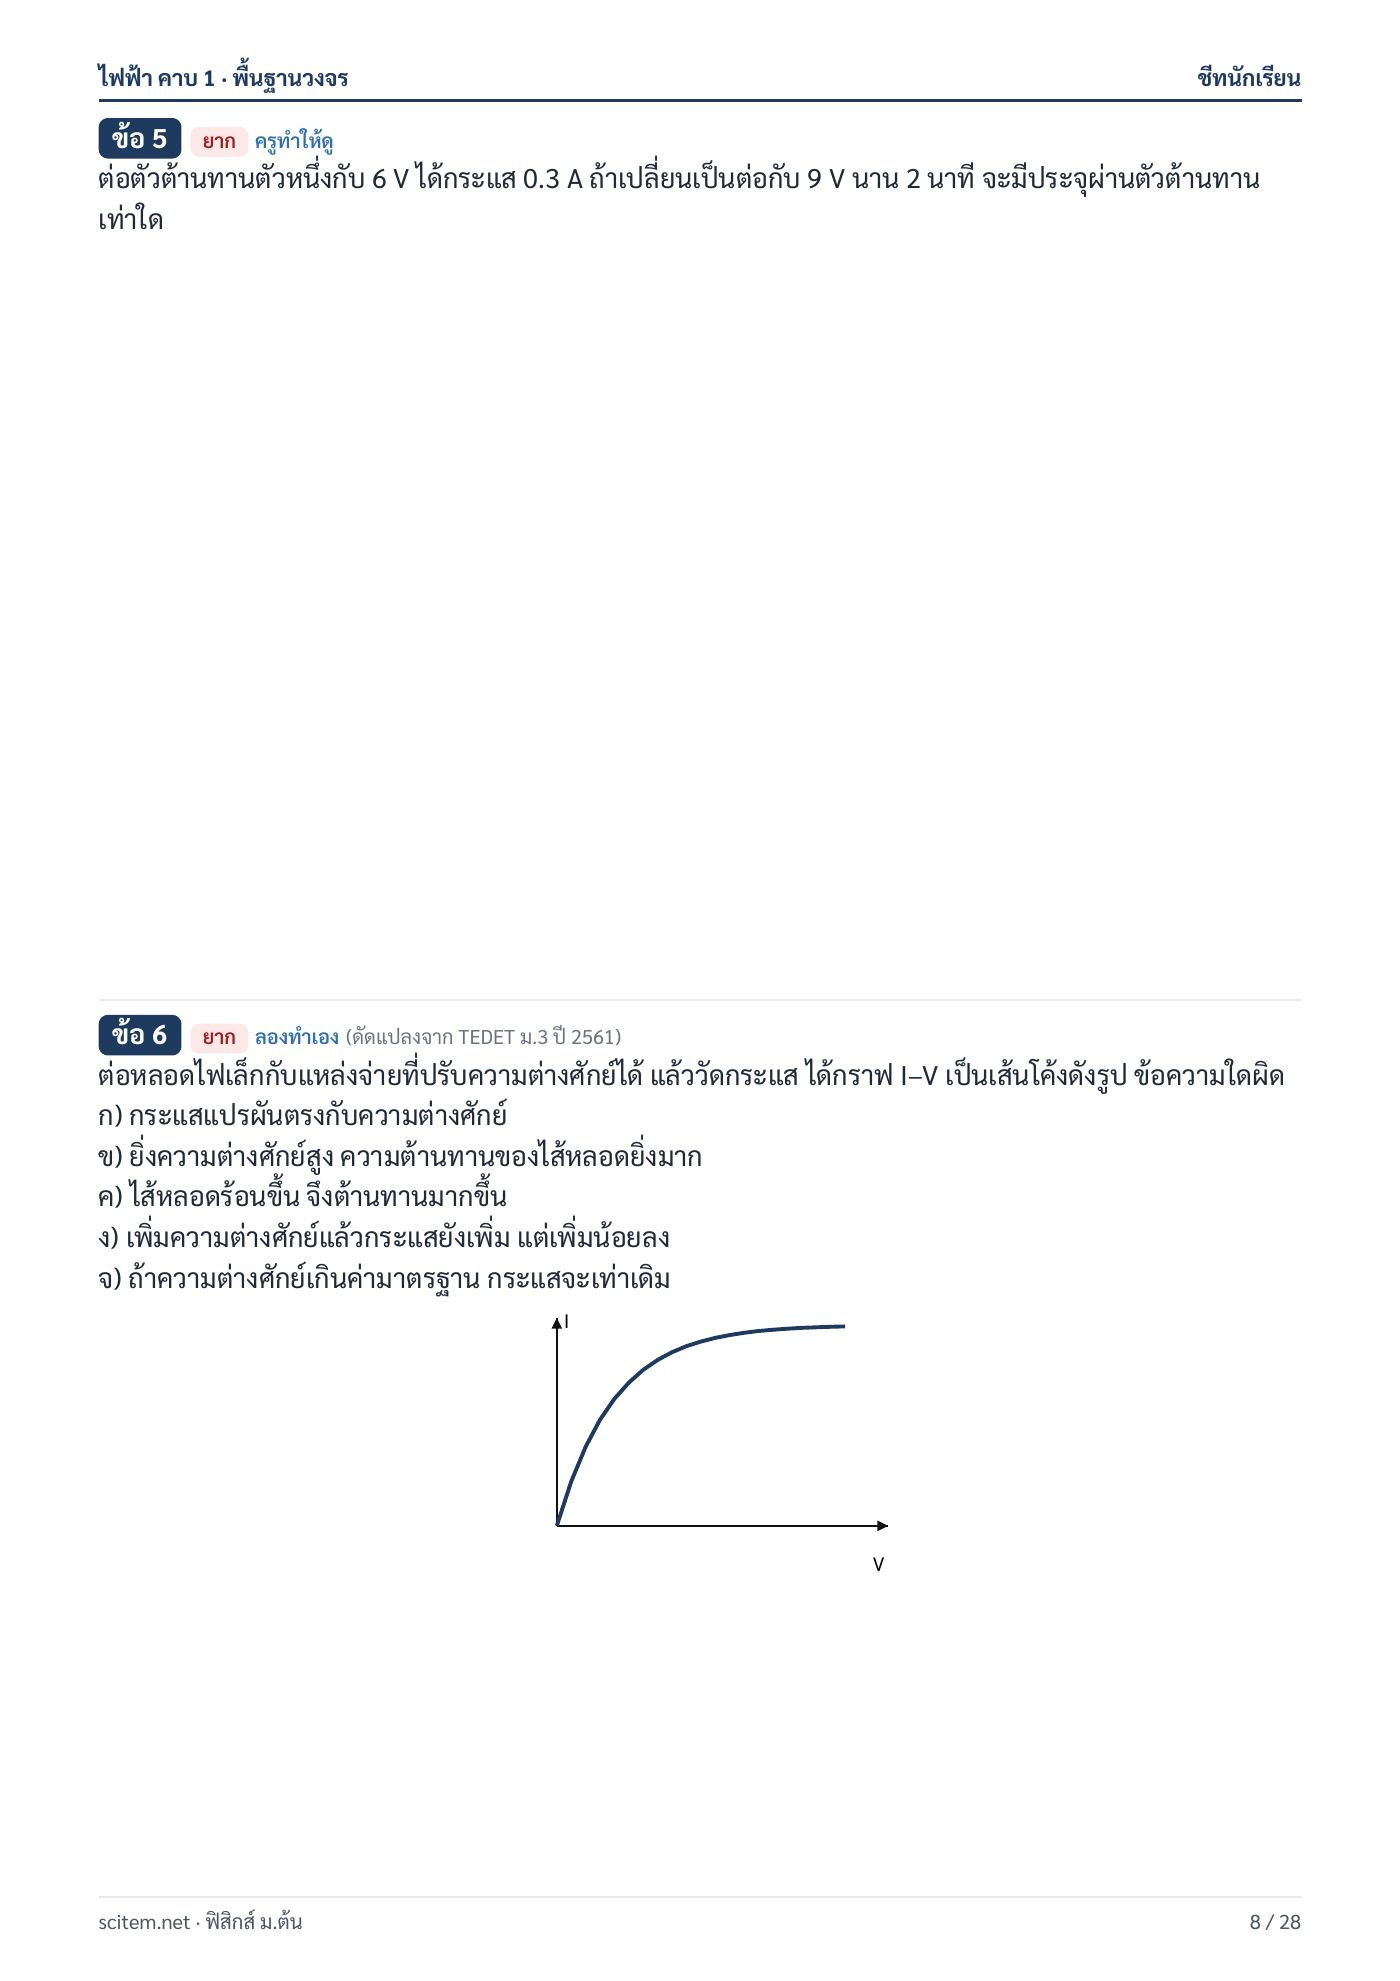 ไฟฟ้า คาบ 1 · พื้นฐานวงจร
ชีทนักเรียน
ข้อ 5 ยาก ครูทำให้ดู
ต่อตัวต้านทานตัวหนึ่งกับ 6 V ได้กระแส 0.3 A ถ้าเปลี่ยนเป็นต่อกับ 9 V นาน 2 นาที จะมีประจุผ่านตัวต้านทาน
เท่าใด
ข้อ 6 ยาก ลองทำเอง (ดัดแปลงจาก TEDET ม.3 ปี 2561)
ต่อหลอดไฟเล็กกับแหล่งจ่ายที่ปรับความต่างศักย์ได้ แล้ววัดกระแส ได้กราฟ I–V เป็นเส้นโค้งดังรูป ข้อความใดผิด
ก) กระแสแปรผันตรงกับความต่างศักย์
ข) ยิ่งความต่างศักย์สูง ความต้านทานของไส้หลอดยิ่งมาก
ค) ไส้หลอดร้อนขึ้น จึงต้านทานมากขึ้น
ง) เพิ่มความต่างศักย์แล้วกระแสยังเพิ่ม แต่เพิ่มน้อยลง
จ) ถ้าความต่างศักย์เกินค่ามาตรฐาน กระแสจะเท่าเดิม
I
V
scitem.net · ฟิสิกส์ ม.ต้น
8 / 28